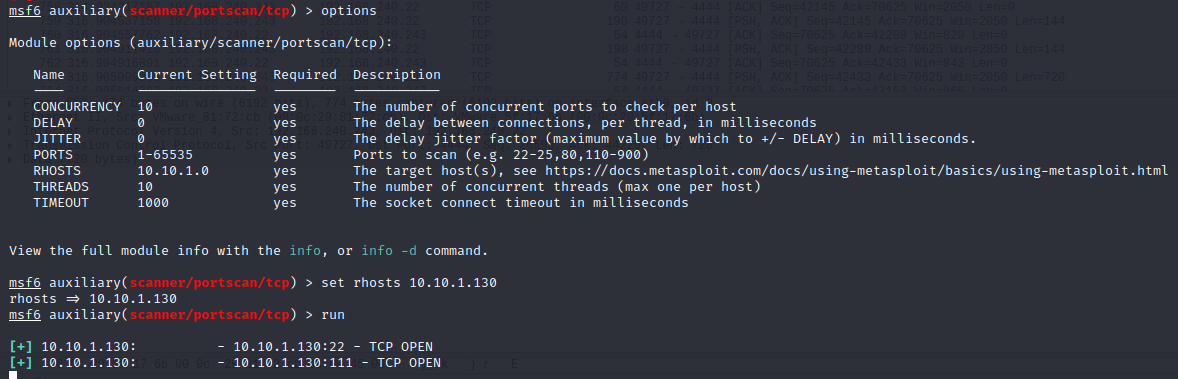 msf6 auxiliary(scanner/portscan/tcp) > options
Module options (auxiliary/scanner/portscan/tcp):
Name Current Setting Required Description
CONCURRENCY 10 yes The number of concurrent ports to check per host
DELAY 0 yes The delay between connections, per thread, in milliseconds
JITTER 0 yes The delay jitter factor (maximum value by which to +/- DELAY) in milliseconds.
PORTS 1-65535 yes Ports to scan (e.g. 22-25,80,110-900)
RHOSTS 10.10.1.0 yes The target host(s), see https://docs.metasploit.com/docs/using-metasploit/basics/using-metasploit.html
THREADS 10 yes The number of concurrent threads (max one per host)
TIMEOUT 1000 yes The socket connect timeout in milliseconds
View the full module info with the info, or info -d command.
msf6 auxiliary(scanner/portscan/tcp) > set rhosts 10.10.1.130
rhosts => 10.10.1.130
msf6 auxiliary(scanner/portscan/tcp) > run
[+] 10.10.1.130: - 10.10.1.130:22 - TCP OPEN
[+] 10.10.1.130: - 10.10.1.130:111 - TCP OPEN